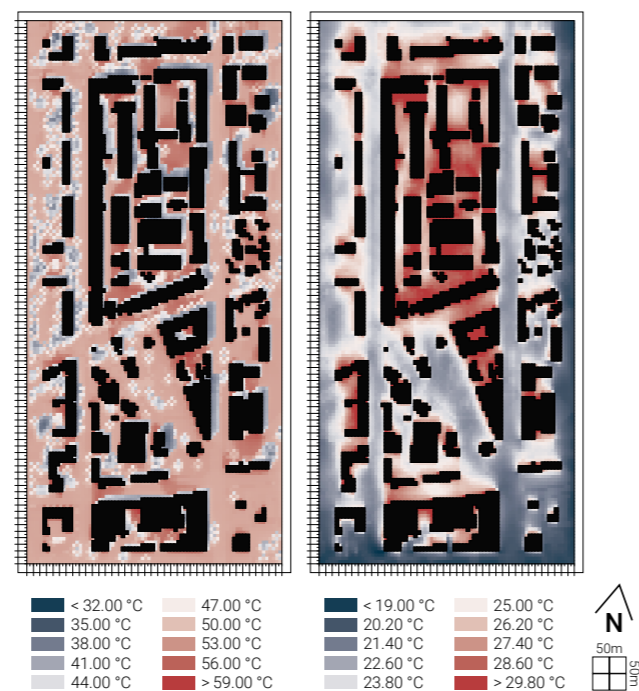 < 32.00 °C
35.00 °C
38.00 °C
41.00 °C
44.00 °C
47.00 °C
50.00 °C
53.00 °C
56.00 °C
> 59.00 °C
< 19.00 °C
20.20 °C
21.40 °C
22.60 °C
23.80 °C
25.00 °C
26.20 °C
27.40 °C
28.60 °C
> 29.80 °C
N
50m
50m